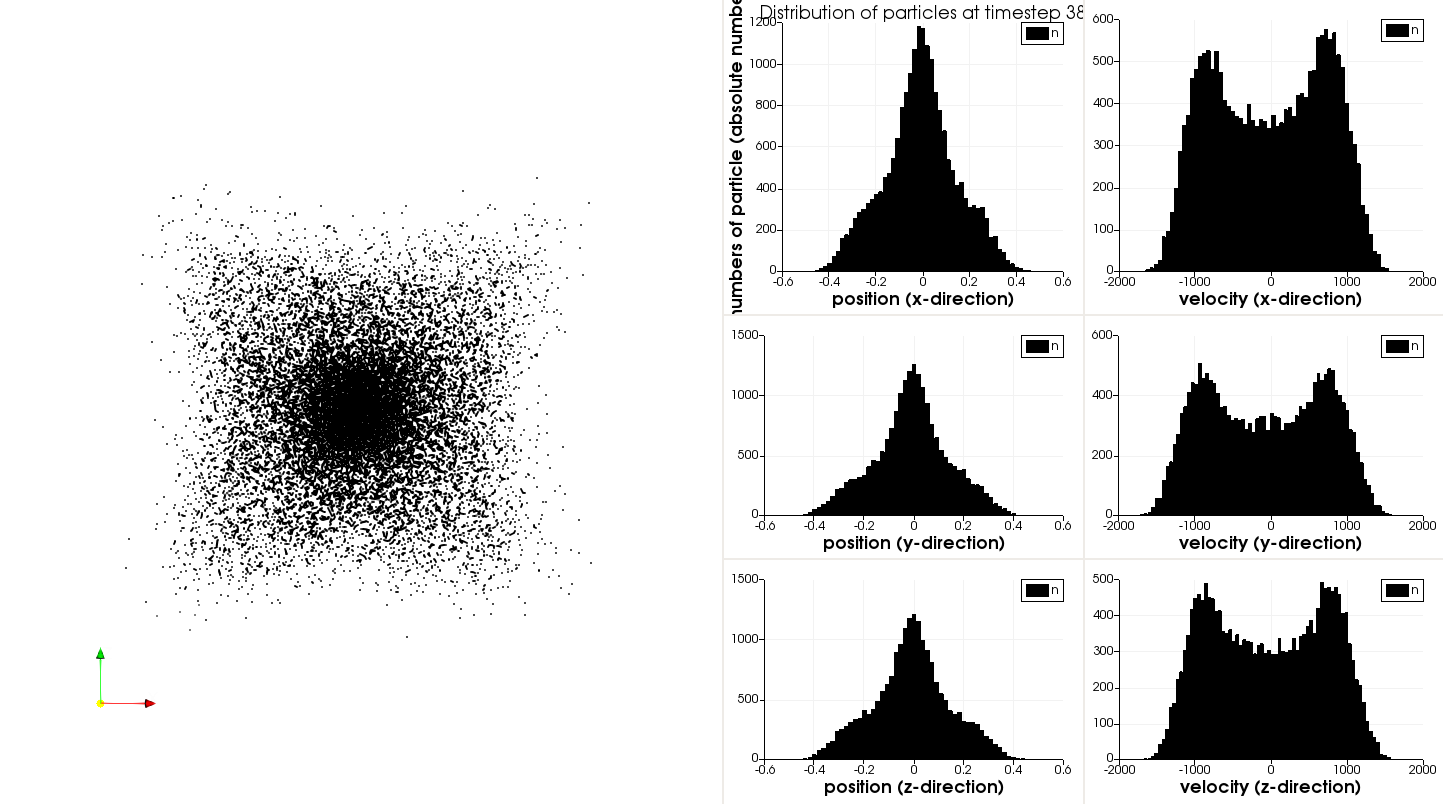 Distribution of particles at timestep 38
numbers of particle (absolute numbe
1200
1000
800
600
400
200
0
-0.6 -0.4 -0.2 0 0.2 0.4 0.6
position (x-direction)
n
600
500
400
300
200
100
0
-2000 -1000 0 1000 2000
velocity (x-direction)
n
1500
1000
500
0
-0.6 -0.4 -0.2 0 0.2 0.4 0.6
position (y-direction)
n
600
400
200
0
-2000 -1000 0 1000 2000
velocity (y-direction)
n
1500
1000
500
0
-0.6 -0.4 -0.2 0 0.2 0.4 0.6
position (z-direction)
n
500
400
300
200
100
0
-2000 -1000 0 1000 2000
velocity (z-direction)
n